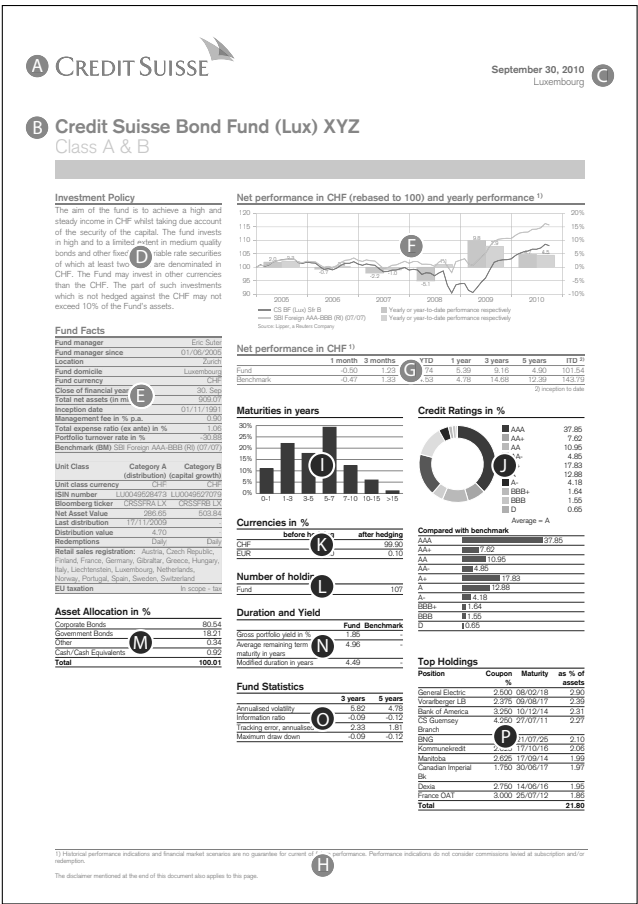 A CREDIT SUISSE
September 30, 2010
Luxembourg
C
B Credit Suisse Bond Fund (Lux) XYZ
Class A & B
Investment Policy
The aim of the fund is to achieve a high and
steady income in CHF whilst taking due account
of the security of the capital. The fund invests
in high and to a limited extent in medium quality
bonds and other fixed riable rate securities
of which at least two are denominated in
CHF. The Fund may invest in other currencies
than the CHF. The part of such investments
which is not hedged against the CHF may not
exceed 10% of the Fund's assets.
D
Fund Facts
Fund manager Eric Suter
Fund manager since 01/06/2005
Location Zurich
Fund domicile Luxembourg
Fund currency CHF
Close of financial year 30. Sep
Total net assets (in 909.07
Inception date 01/11/1991
Management fee in % p.a. 0.90
Total expense ratio (ex ante) in % 1.06
Portfolio turnover rate in % -30.88
Benchmark (BM) SBI Foreign AAA-BBB (RI) (07/07)
E
Unit Class Category A Category B
(distribution) (capital growth)
Unit class currency CHF CHF
ISIN number LU0049528473 LU0049527079
Bloomberg ticker CRSSFRA LX CRSSFRB LX
Net Asset Value 286.65 503.84
Last distribution 17/11/2009
Distribution value 4.70
Redemptions Daily Daily
Retail sales registration: Austria, Czech Republic,
Finland, France, Germany, Gibraltar, Greece, Hungary,
Italy, Liechtenstein, Luxembourg, Netherlands,
Norway, Portugal, Spain, Sweden, Switzerland
EU taxation In scope - tax
Asset Allocation in %
Corporate Bonds 80.54
Government Bonds 18.21
Other 0.34
Cash/Cash Equivalents 0.92
Total 100.01
M
Net performance in CHF (rebased to 100) and yearly performance 1)
120 20%
115 15%
110 10%
105 5%
100 0%
95 -5%
90 -10%
2005 2006 2007 2008 2009 2010
F
CS BF (Lux) Sfr B
Yearly or year-to-date performance respectively
SBI Foreign AAA-BBB (RI) (07/07)
Yearly or year-to-date performance respectively
Source: Lipper, a Reuters Company
Net performance in CHF 1)
1 month 3 months YTD 1 year 3 years 5 years ITD 2)
Fund -0.50 1.23 74 5.39 9.16 4.90 101.54
Benchmark -0.47 1.33 .53 4.78 14.68 12.39 143.79
2) inception to date
G
Maturities in years
30%
25%
20%
15%
10%
5%
0%
0-1 1-3 3-5 5-7 7-10 10-15 >15
I
Currencies in %
before after hedging
CHF 99.90
EUR 0.10
K
Number of holdin
Fund 107
L
Duration and Yield
Fund Benchmark
Gross portfolio yield in % 1.85 -
Average remaining term 4.96 -
maturity in years
Modified duration in years 4.49 -
N
Fund Statistics
3 years 5 years
Annualised volatility 5.82 4.78
Information ratio -0.09 -0.12
Tracking error, annualised 2.33 1.81
Maximum draw down -0.09 -0.12
O
Credit Ratings in %
AAA 37.85
AA+ 7.62
AA 10.95
AA- 4.85
17.83
12.88
A- 4.18
BBB+ 1.64
BBB 1.55
D 0.65
Average = A
J
Compared with benchmark
AAA 37.85
AA+ 7.62
AA 10.95
AA- 4.85
A+ 17.83
A 12.88
A- 4.18
BBB+ 1.64
BBB 1.55
D 0.65
Top Holdings
Position Coupon Maturity as % of
% assets
General Electric 2.500 08/02/18 2.90
Vorarlberger LB 2.375 09/08/17 2.39
Bank of America 3.250 10/12/14 2.31
CS Guernsey 4.250 27/07/11 2.27
Branch
BNG 21/07/25 2.10
Kommunekredit 17/10/16 2.06
Manitoba 2.625 17/09/14 1.99
Canadian Imperial 1.750 30/06/17 1.97
Bk
Dexia 2.750 14/06/16 1.95
France OAT 3.000 25/07/12 1.86
Total 21.80
P
1) Historical performance indications and financial market scenarios are no guarantee for current of performance. Performance indications do not consider commissions levied at subscription and/or
redemption.
H
The disclaimer mentioned at the end of this document also applies to this page.